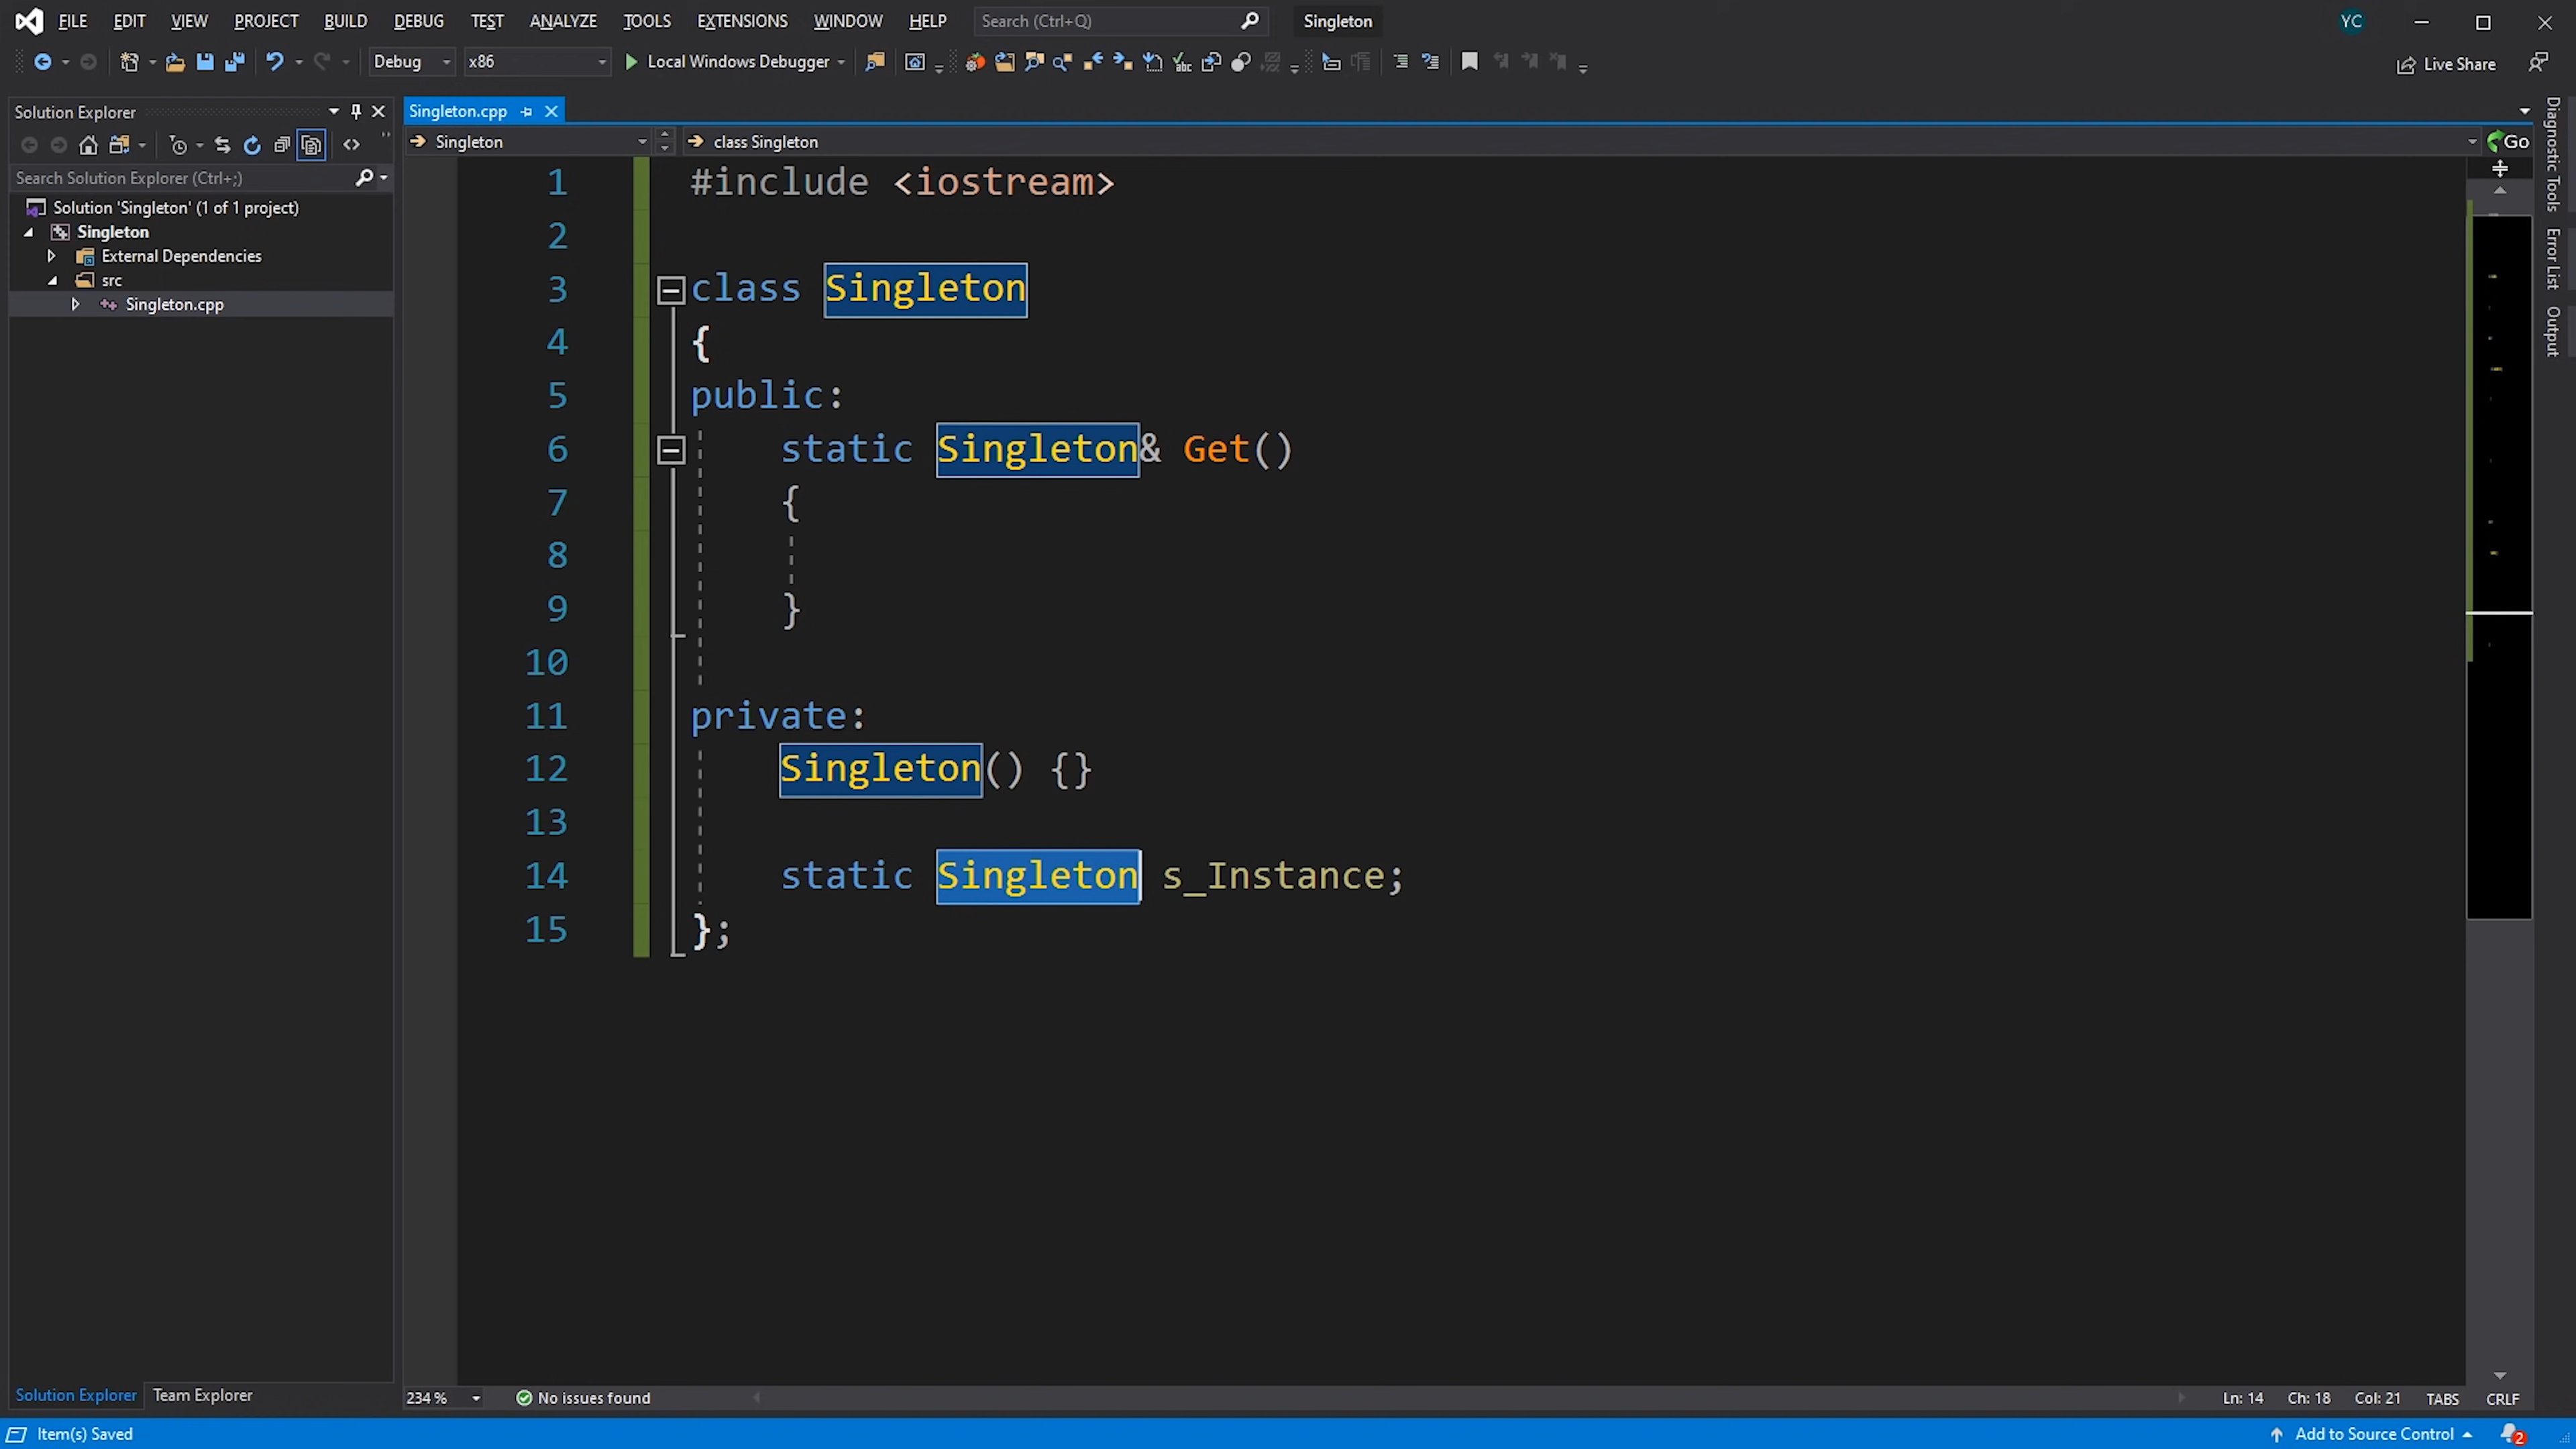 FILE EDIT VIEW PROJECT BUILD DEBUG TEST ANALYZE TOOLS EXTENSIONS WINDOW HELP Search (Ctrl+Q) Singleton YC
Debug x86 Local Windows Debugger Live Share
Solution Explorer
Search Solution Explorer (Ctrl+;)
Solution 'Singleton' (1 of 1 project)
Singleton
External Dependencies
src
Singleton.cpp
Singleton.cpp
Singleton class Singleton Go
1 #include <iostream>
2
3 class Singleton
4 {
5 public:
6 static Singleton& Get()
7 {
8
9 }
10
11 private:
12 Singleton() {}
13
14 static Singleton s_Instance;
15 };
Diagnostic Tools
Error List
Output
Solution Explorer Team Explorer
234 % No issues found Ln: 14 Ch: 18 Col: 21 TABS CRLF
Item(s) Saved Add to Source Control 2